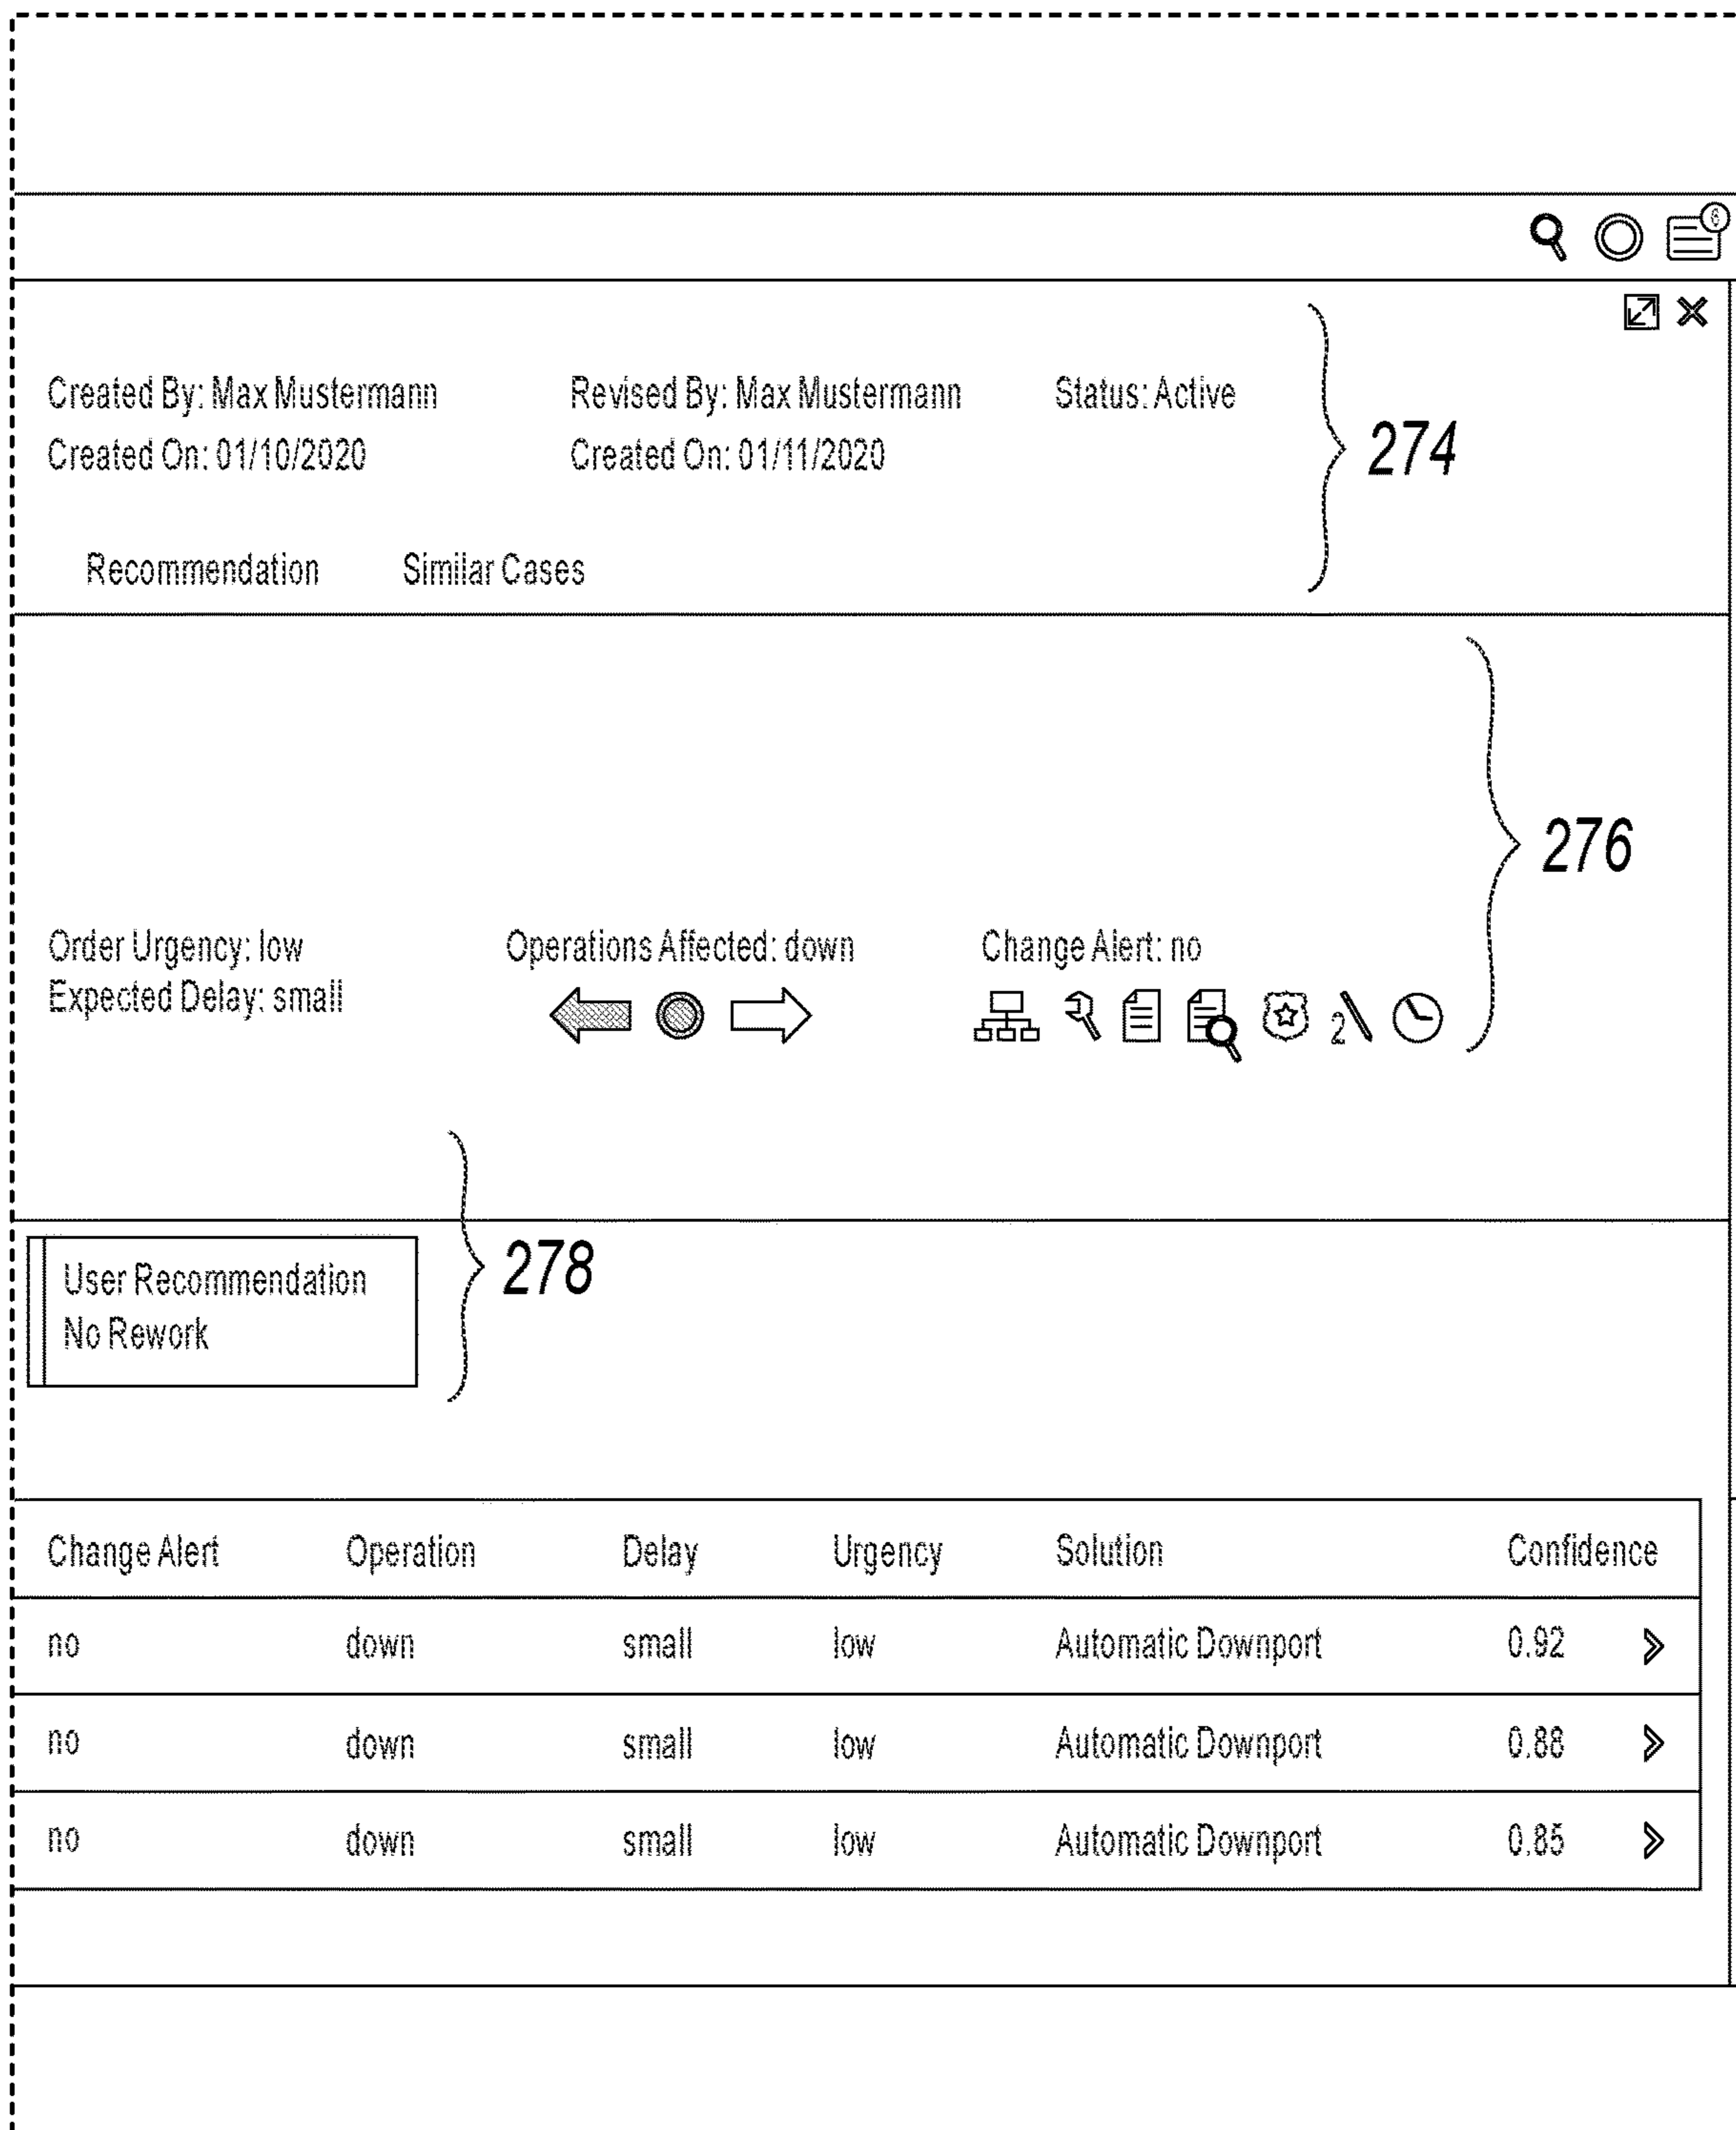 6
Created By: Max Mustermann Revised By: Max Mustermann Status: Active
Created On: 01/10/2020 Created On: 01/11/2020
274
Recommendation Similar Cases
276
Order Urgency: low Operations Affected: down Change Alert: no
Expected Delay: small
2
278
User Recommendation
No Rework
Change Alert Operation Delay Urgency Solution Confidence
no down small low Automatic Downport 0.92
no down small low Automatic Downport 0.88
no down small low Automatic Downport 0.85